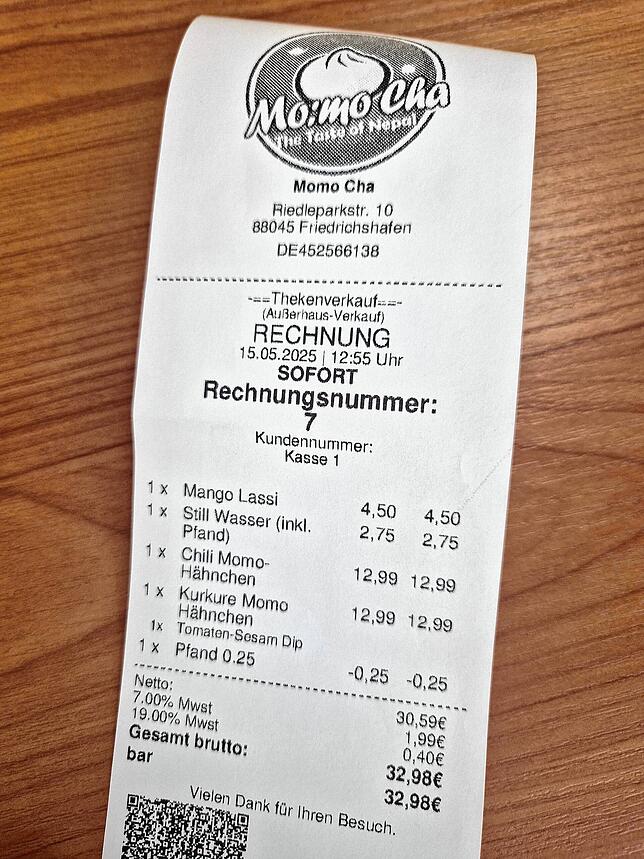 Mo:mo Cha
The Taste of Nepal
Momo Cha
Riedleparkstr. 10
88045 Friedrichshafen
DE452566138
-==Thekenverkauf==-
(Außerhaus-Verkauf)
RECHNUNG
15.05.2025 | 12:55 Uhr
SOFORT
Rechnungsnummer:
7
Kundennummer:
Kasse 1
1 x Mango Lassi 4,50 4,50
1 x Still Wasser (inkl. 2,75 2,75
Pfand)
1 x Chili Momo-
Hähnchen 12,99 12,99
1 x Kurkure Momo
Hähnchen 12,99 12,99
1x Tomaten-Sesam Dip
1 x Pfand 0.25 -0,25 -0,25
Netto: 30,59€
7.00% Mwst 1,99€
19.00% Mwst 0,40€
Gesamt brutto: 32,98€
bar 32,98€
Vielen Dank für Ihren Besuch.